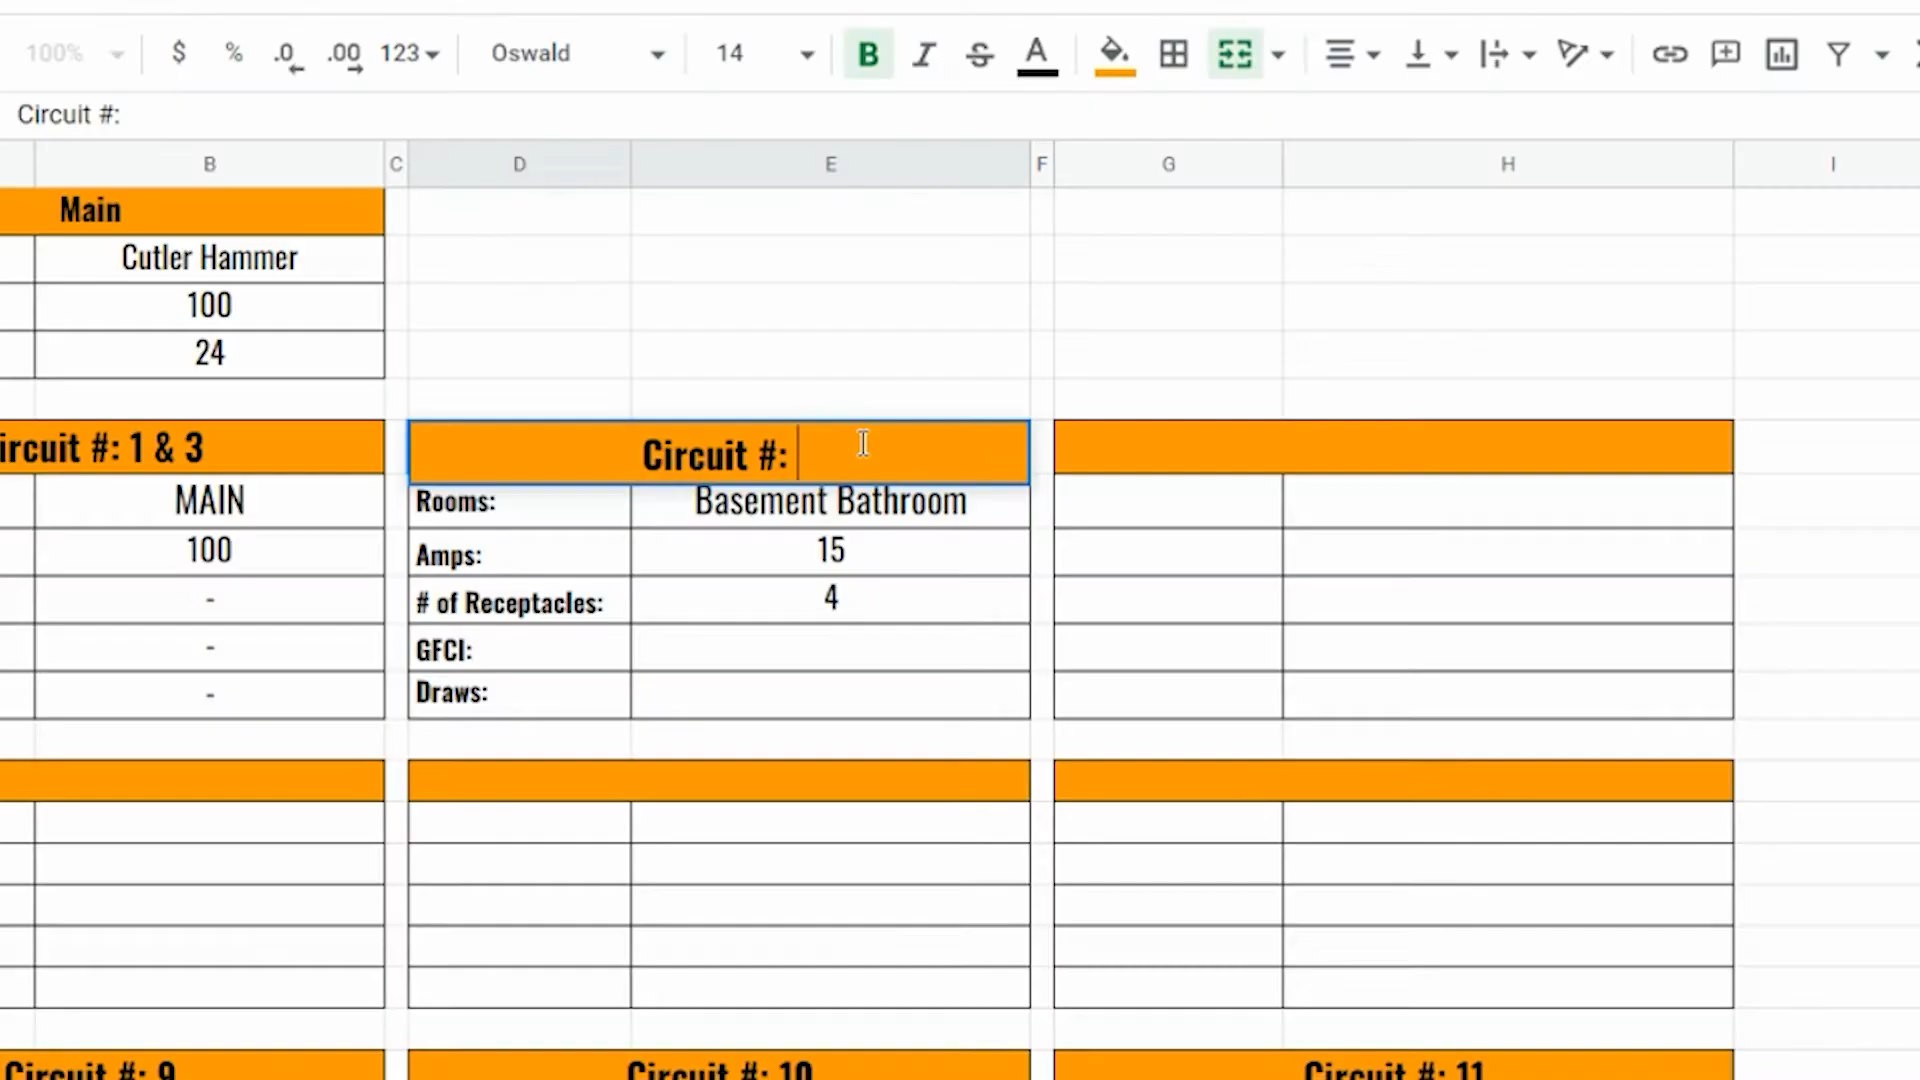 100% $ % .0 .00 123 Oswald 14 B I S A
Circuit #:
B C D E F G H I
Main
Cutler Hammer
100
24
ircuit #: 1 & 3 Circuit #:
MAIN Rooms: Basement Bathroom
100 Amps: 15
- # of Receptacles: 4
- GFCI:
- Draws:
Circuit #: 9 Circuit #: 10 Circuit #: 11